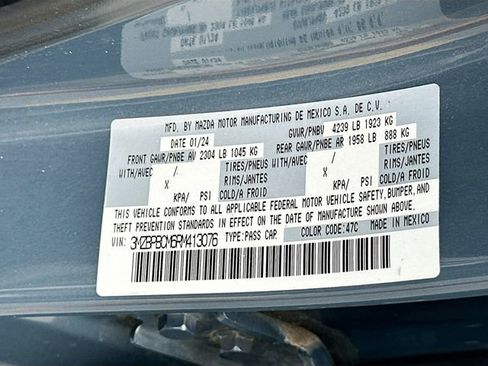 MFD. BY MAZDA MOTOR MANUFACTURING DE MEXICO S.A. DE C.V.
DATE 01/24 GVWR/PNBV 4239 LB 1923 KG
FRONT GAWR/PNBE AV 2304 LB 1045 KG REAR GAWR/PNBE AR 1958 LB 888 KG
WITH/AVEC / TIRES/PNEUS WITH/AVEC / TIRES/PNEUS
X RIMS/JANTES X RIMS/JANTES
KPA/ PSI COLD/A FROID KPA/ PSI COLD/A FROID
THIS VEHICLE CONFORMS TO ALL APPLICABLE FEDERAL MOTOR VEHICLE SAFETY, BUMPER, AND
THEFT PREVENTION STANDARDS IN EFFECT ON THE DATE OF MANUFACTURE SHOWN ABOVE.
VIN: 3MZBPBCM6RM413076 TYPE:PASS CAR COLOR CODE:47C MADE IN MEXICO